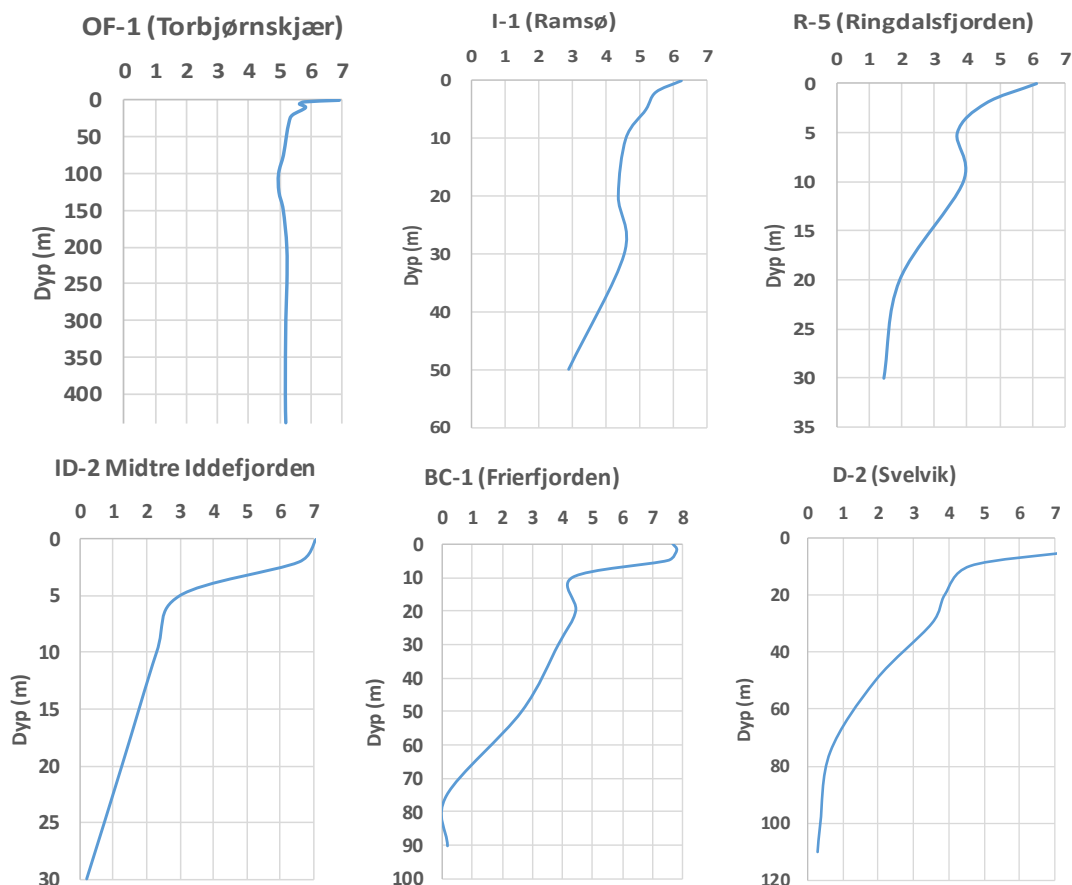 OF-1 (Torbjørnskjær)
0 1 2 3 4 5 6 7
0
50
100
150
200
250
300
350
400
Dyp (m)
I-1 (Ramsø)
0 1 2 3 4 5 6 7
0
10
20
30
40
50
60
Dyp (m)
R-5 (Ringdalsfjorden)
0 1 2 3 4 5 6 7
0
5
10
15
20
25
30
35
Dyp (m)
ID-2 Midtre Iddefjorden
0 1 2 3 4 5 6 7
0
5
10
15
20
25
30
Dyp (m)
BC-1 (Frierfjorden)
0 1 2 3 4 5 6 7 8
0
10
20
30
40
50
60
70
80
90
100
Dyp (m)
D-2 (Svelvik)
0 1 2 3 4 5 6 7
0
20
40
60
80
100
120
Dyp (m)